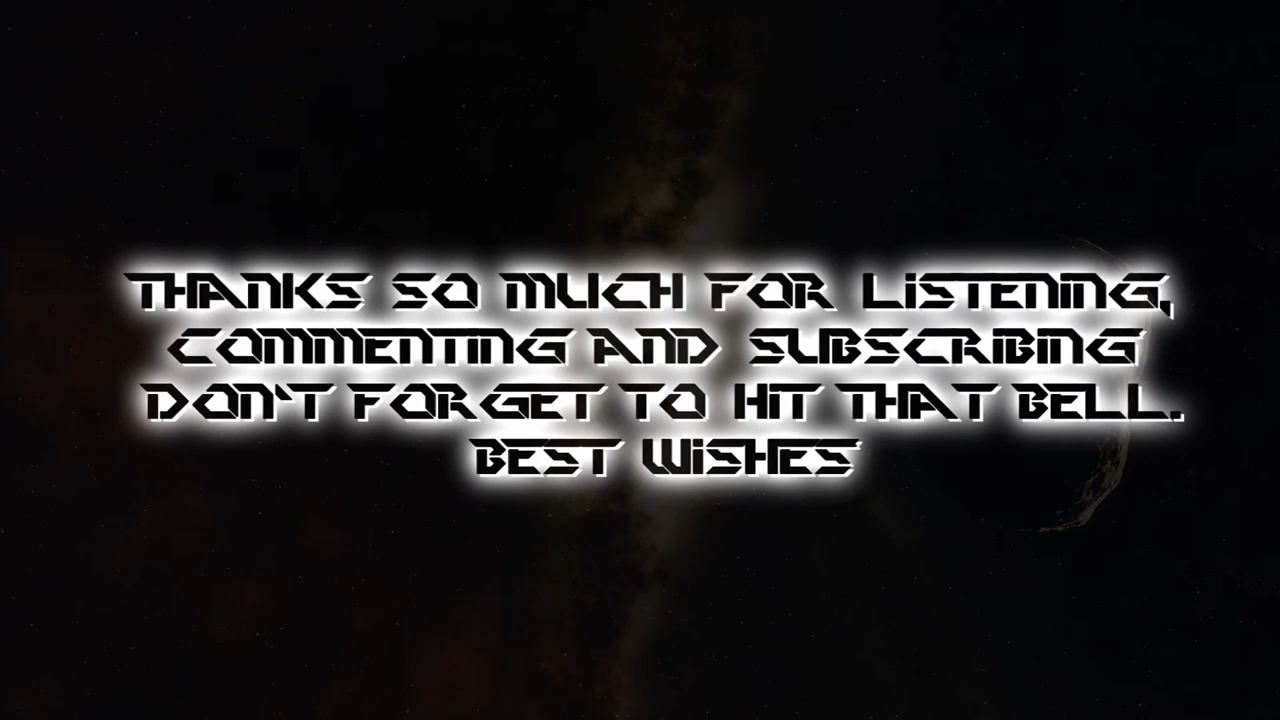 THANKS SO MUCH FOR LiSTENING,
COMMENTING AND SUBSCRIBING
DON'T FORGET TO HIT THAT BELL.
BEST WiSHES